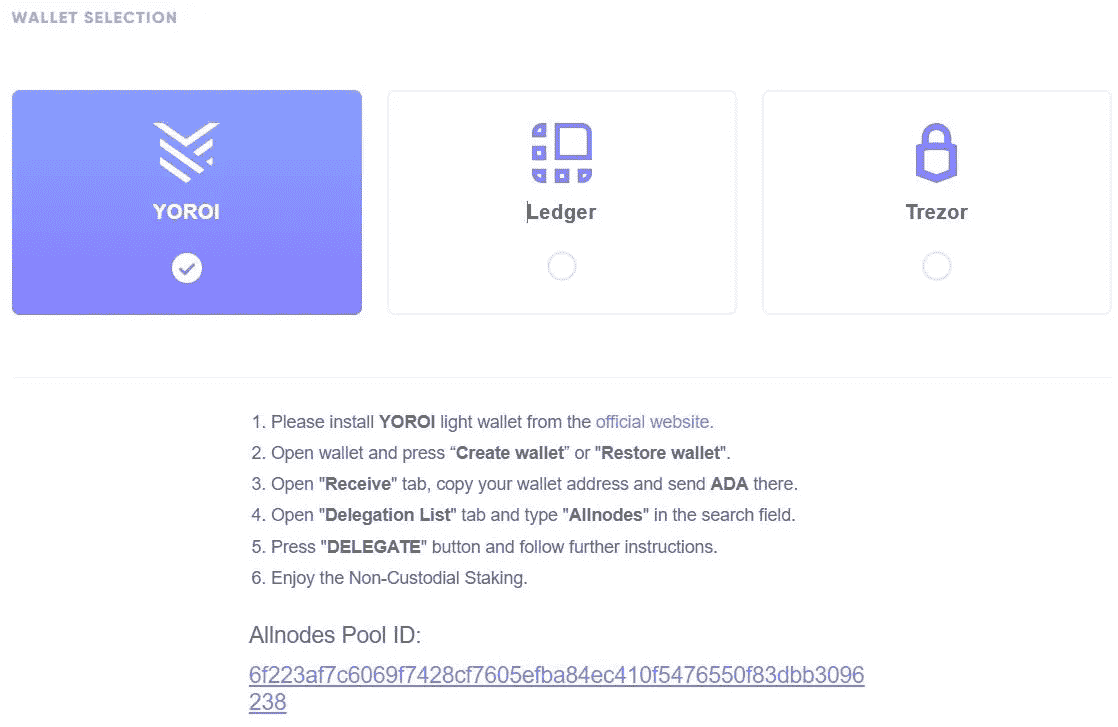 WALLET SELECTION
YOROI
Ledger
Trezor
1. Please install YOROI light wallet from the official website.
2. Open wallet and press “Create wallet” or "Restore wallet".
3. Open "Receive" tab, copy your wallet address and send ADA there.
4. Open "Delegation List" tab and type "Allnodes" in the search field.
5. Press "DELEGATE" button and follow further instructions.
6. Enjoy the Non-Custodial Staking.
Allnodes Pool ID:
6f223af7c6069f7428cf7605efba84ec410f5476550f83dbb3096
238